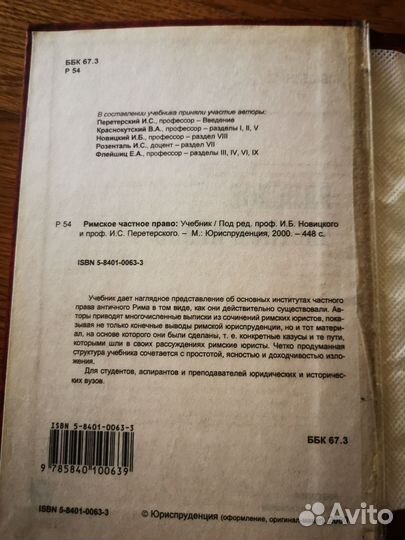 ББК 67.3
Р 54
В составлении учебника приняли участие авторы:
Перетерский И.С., профессор – Введение
Краснокутский В.А., профессор – разделы I, II, V
Новицкий И.Б., профессор – раздел VIII
Розенталь И.С., доцент – раздел VII
Флейшиц Е.А., профессор – разделы III, IV, VI, IX
Р 54 Римское частное право: Учебник / Под ред. проф. И.Б. Новицкого
и проф. И.С. Перетерского. – М.: Юриспруденция, 2000. – 448 с.
ISBN 5-8401-0063-3
Учебник дает наглядное представление об основных институтах частного
права античного Рима в том виде, как они действительно существовали. Ав-
торы приводят многочисленные выписки из сочинений римских юристов, показы-
вая не только конечные выводы римской юриспруденции, но и тот матери-
ал, на основе которого они были сделаны, т. е. конкретные казусы и те пути,
которыми шли в своих рассуждениях римские юристы. Четко продуманная
структура учебника сочетается с простотой, ясностью и доходчивостью изло-
жения.
Для студентов, аспирантов и преподавателей юридических и историчес-
ких вузов.
ISBN 5-8401-0063-3
9 785840 100639
ББК 67.3
ISBN 5-8401-0063-3
© Юриспруденция (оформление,
Avito